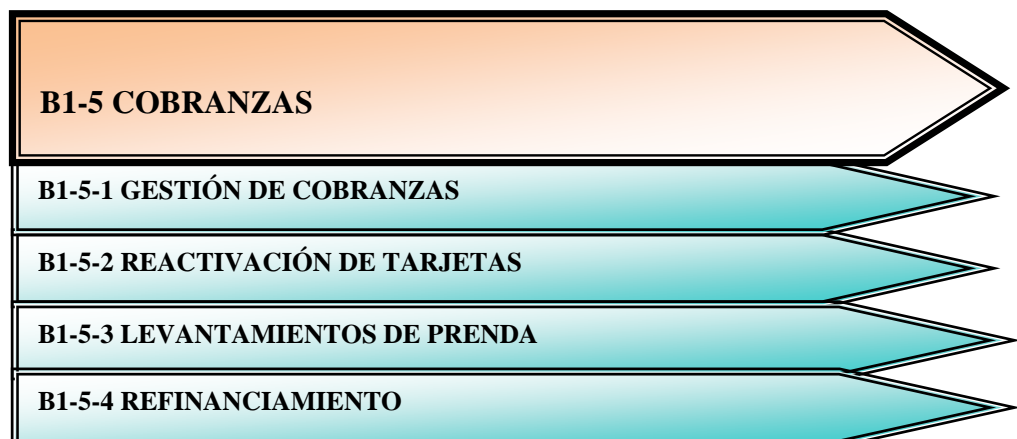 B1-5 COBRANZAS
B1-5-1 GESTIÓN DE COBRANZAS
B1-5-2 REACTIVACIÓN DE TARJETAS
B1-5-3 LEVANTAMIENTOS DE PRENDA
B1-5-4 REFINANCIAMIENTO